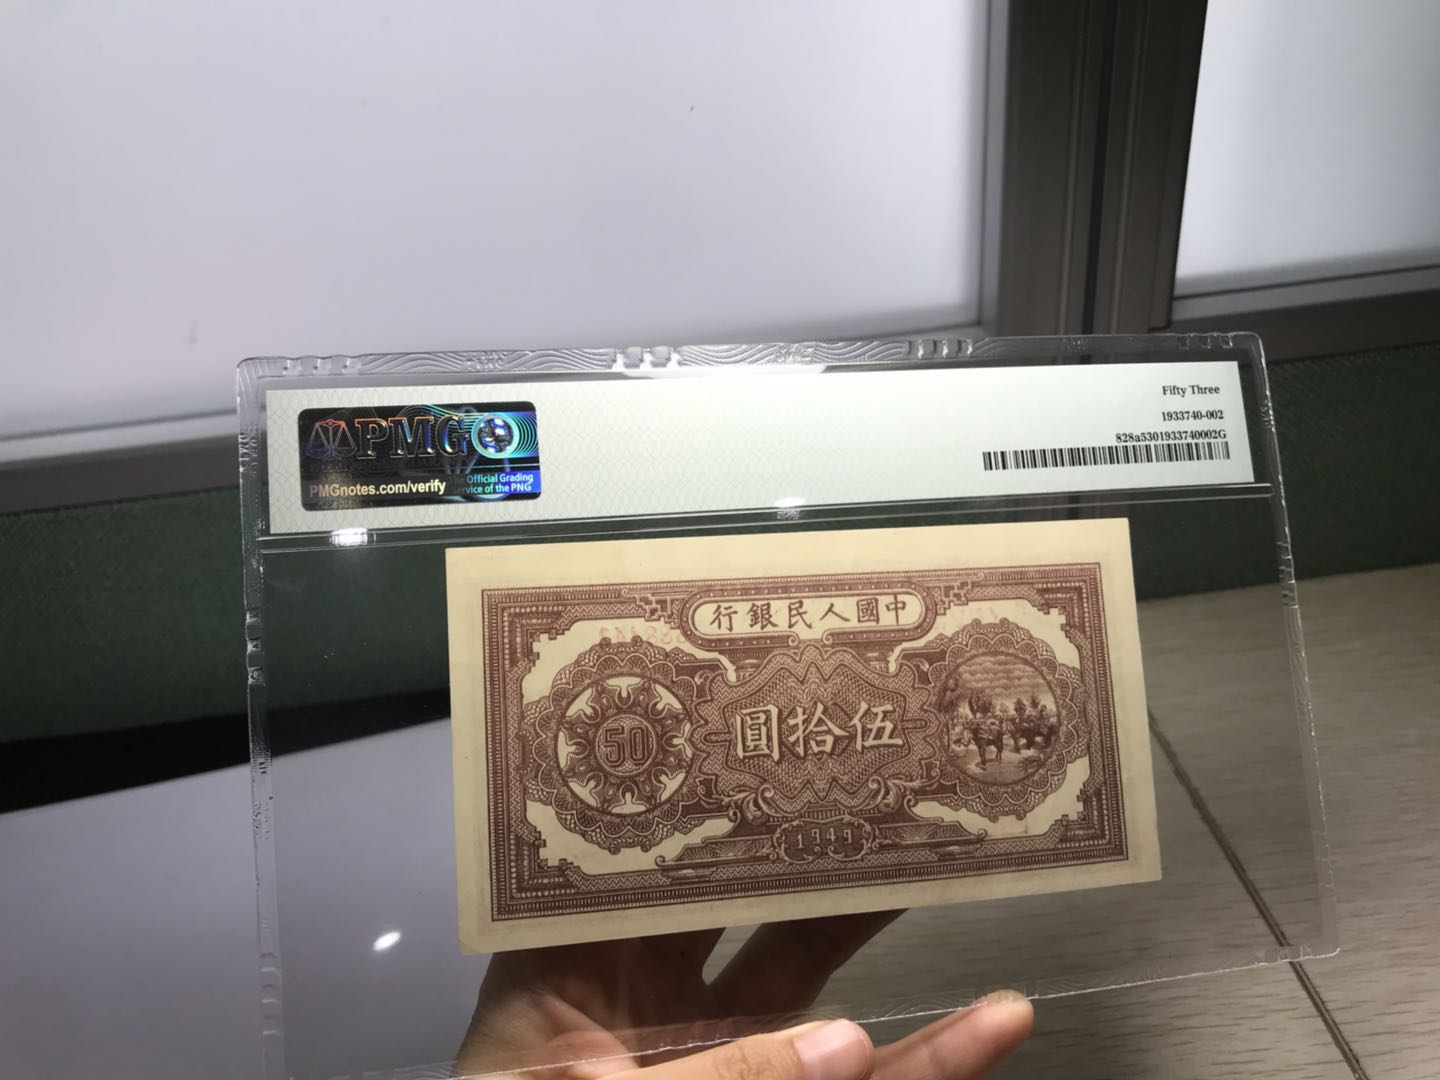 Fifty Three
1933740-002
828a5301933740002G
PMG
PMGnotes.com/verify
Official Grading
Service of the PNG
行銀民人國中
50
圓拾伍
1949